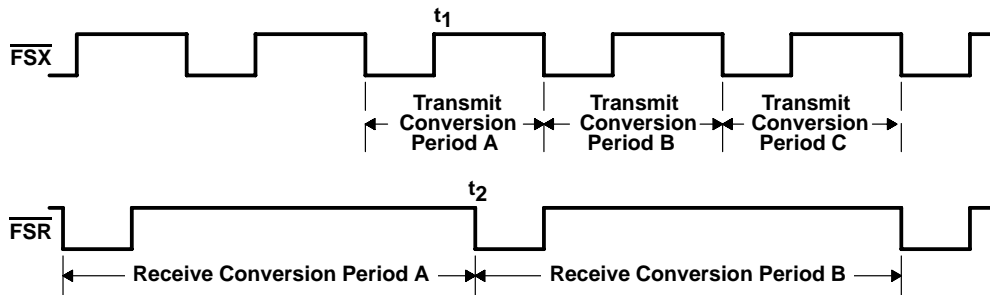 t1
FSX
Transmit
Conversion
Period A
Transmit
Conversion
Period B
Transmit
Conversion
Period C
t2
FSR
Receive Conversion Period A
Receive Conversion Period B